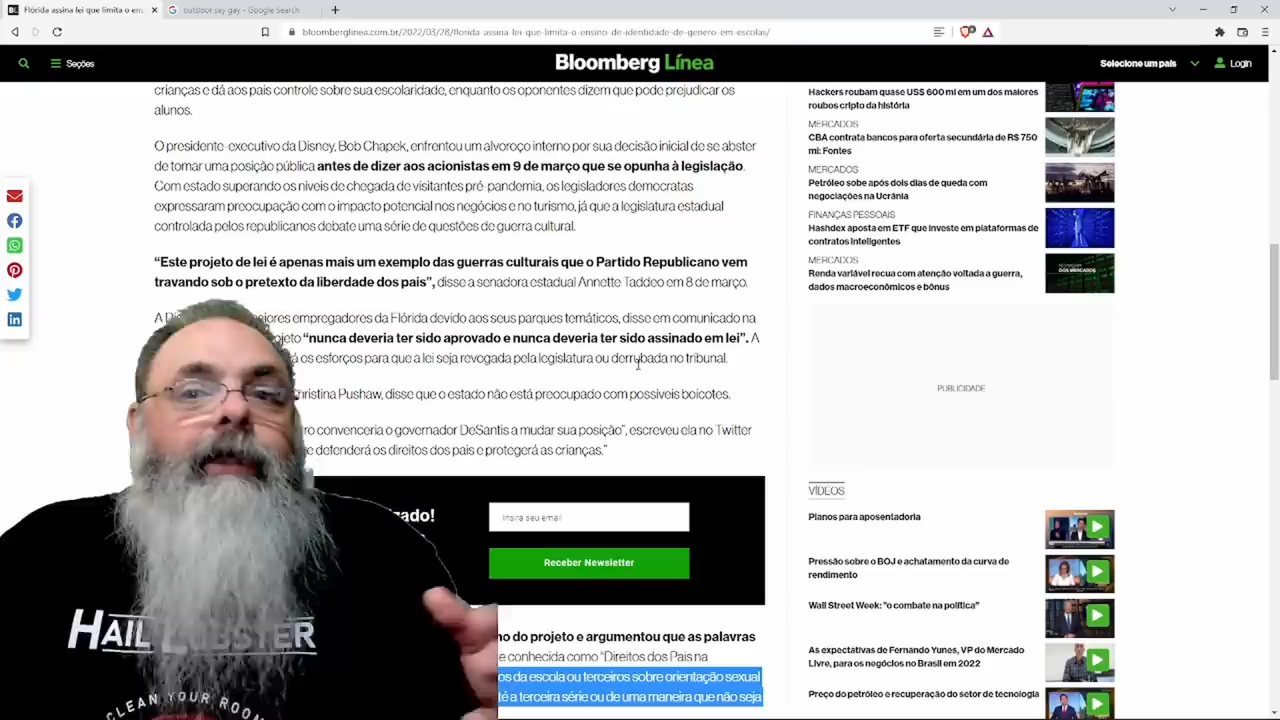 Flórida assina lei que limita o ens
outdoor say gay - Google Search
bloomberglinea.com.br/2022/03/28/florida-assina-lei-que-limita-o-ensino-de-identidade-de-genero-em-escolas/
Seções
Bloomberg Línea
Selecione um país
Login
crianças e dá aos pais controle sobre sua escolaridade, enquanto os oponentes dizem que pode prejudicar os
alunos.
O presidente executivo da Disney, Bob Chapek, enfrentou um alvoroço interno por sua decisão inicial de se abster
de tomar uma posição pública antes de dizer aos acionistas em 9 de março que se opunha à legislação.
Com estado superando os níveis de chegada de visitantes pré-pandemia, os legisladores democratas
preocupação com o impacto potencial nos negócios e no turismo, já que a legislatura estadual
controlada pelos republicanos debate uma série de questões de guerra cultural.
“Este projeto de lei é apenas mais um exemplo das guerras culturais que o Partido Republicano vem
travando sob o pretexto da liberdade dos pais”, disse a senadora estadual Annette Taddeo em 8 de março.
A empregadores da Flórida devido aos seus parques temáticos, disse em comunicado na
“nunca deveria ter sido aprovado e nunca deveria ter sido assinado em lei”. A
os esforços para que a lei seja revogada pela legislatura ou derrubada no tribunal.
Pushaw, disse que o estado não está preocupado com possíveis boicotes.
convenceria o governador DeSantis a mudar sua posição”, escreveu ela no Twitter
defenderá os direitos dos pais e protegerá as crianças.”
Insira seu email
Receber Newsletter
do projeto e argumentou que as palavras
conhecida como “Direitos dos Pais na
da escola ou terceiros sobre orientação sexual
a terceira série ou de uma maneira que não seja
Hackers roubam quase US$ 600 mi em um dos maiores
roubos cripto da história
MERCADOS
CBA contrata bancos para oferta secundária de R$ 750
mi: Fontes
MERCADOS
Petróleo sobe após dois dias de queda com
negociações na Ucrânia
FINANÇAS PESSOAIS
Hashdex aposta em ETF que investe em plataformas de
contratos inteligentes
MERCADOS
Renda variável recua com atenção voltada a guerra,
dados macroeconômicos e bônus
PUBLICIDADE
VÍDEOS
Planos para aposentadoria
Pressão sobre o BOJ e achatamento da curva de
rendimento
Wall Street Week: "o combate na política"
As expectativas de Fernando Yunes, VP do Mercado
Livre, para os negócios no Brasil em 2022
Preço do petróleo e recuperação do setor de tecnologia
HAIL
CLEAN YOUR ROOM